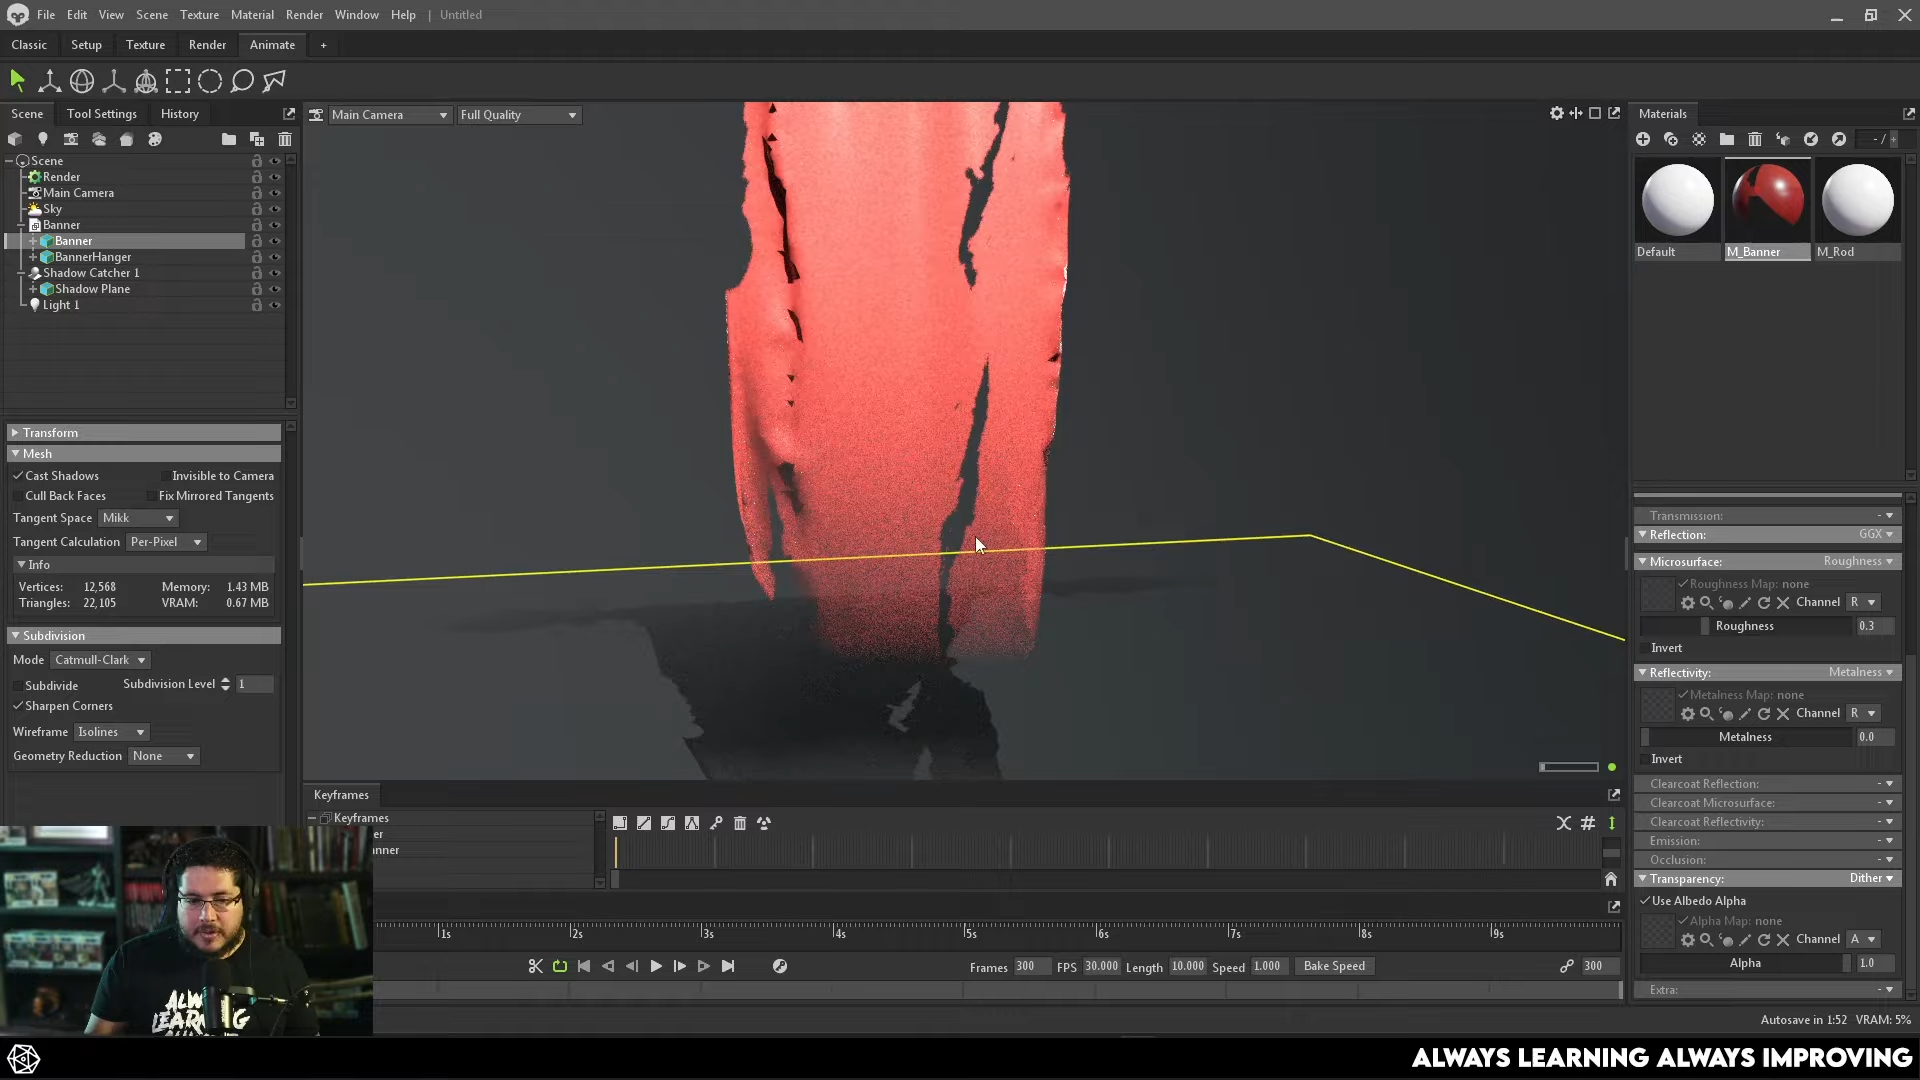 File Edit View Scene Texture Material Render Window Help | Untitled
Classic Setup Texture Render Animate +
Scene Tool Settings History
Main Camera Full Quality
Materials
- / +
Scene
Render
Main Camera
Sky
Banner
Banner
BannerHanger
Shadow Catcher 1
Shadow Plane
Light 1
Default M_Banner M_Rod
Transform
Mesh
Cast Shadows Invisible to Camera
Cull Back Faces Fix Mirrored Tangents
Tangent Space Mikk
Tangent Calculation Per-Pixel
Info
Vertices: 12,568 Memory: 1.43 MB
Triangles: 22,105 VRAM: 0.67 MB
Subdivision
Mode Catmull-Clark
Subdivide Subdivision Level 1
Sharpen Corners
Wireframe Isolines
Geometry Reduction None
Transmission: -
Reflection: GGX
Microsurface: Roughness
Roughness Map: none
Channel R
Roughness 0.3
Invert
Reflectivity: Metalness
Metalness Map: none
Channel R
Metalness 0.0
Invert
Clearcoat Reflection: -
Clearcoat Microsurface: -
Clearcoat Reflectivity: -
Emission: -
Occlusion: -
Transparency: Dither
Use Albedo Alpha
Alpha Map: none
Channel A
Alpha 1.0
Extra: -
Keyframes
Keyframes
er
anner
1s 2s 3s 4s 5s 6s 7s 8s 9s
Frames 300 FPS 30.000 Length 10.000 Speed 1.000 Bake Speed 300
Autosave in 1:52 VRAM: 5%
ALWAYS LEARNING ALWAYS IMPROVING